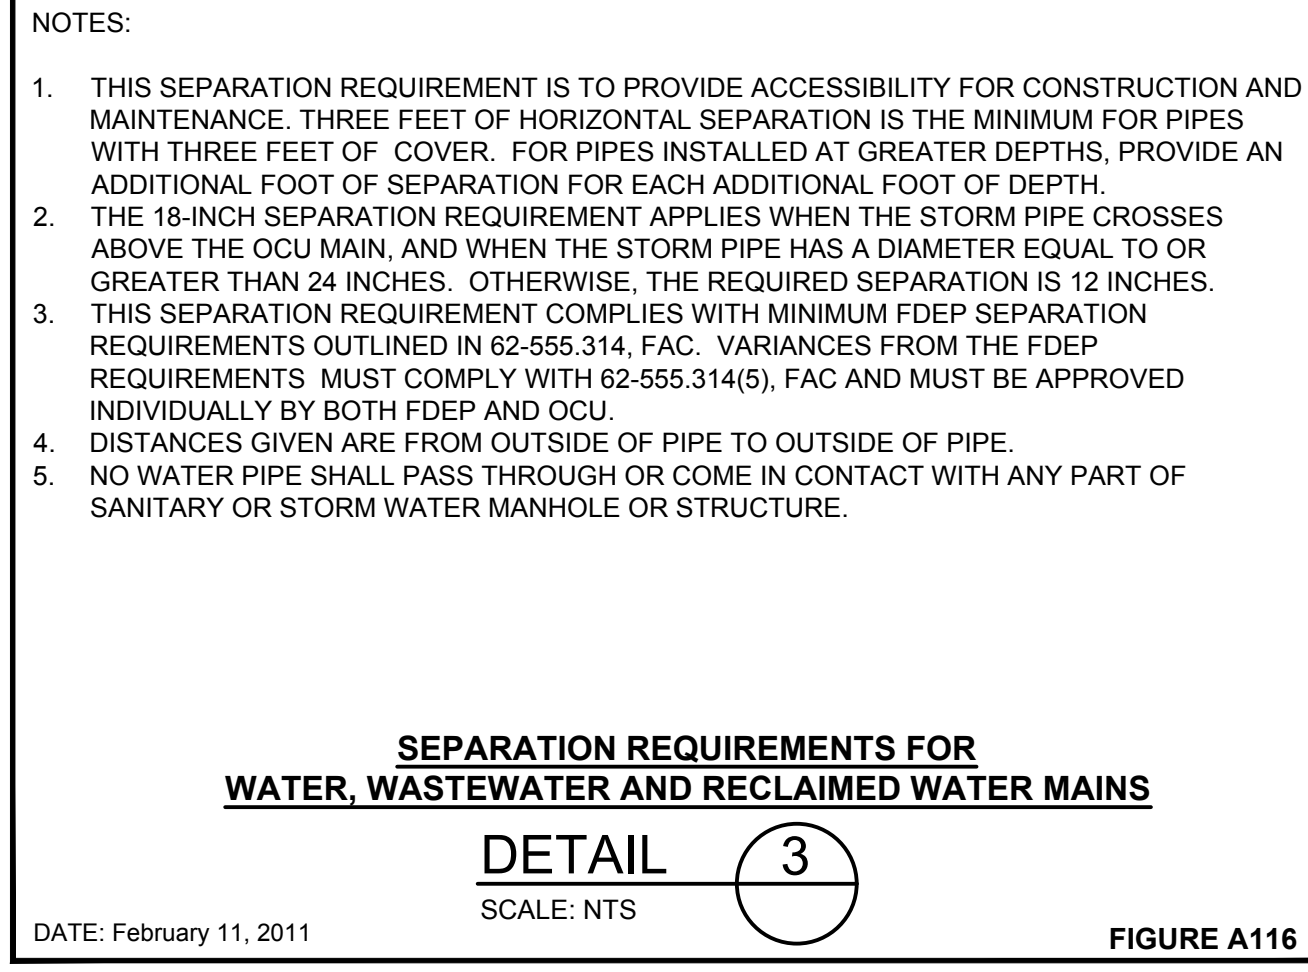 NOTES:
1. THIS SEPARATION REQUIREMENT IS TO PROVIDE ACCESSIBILITY FOR CONSTRUCTION AND
MAINTENANCE. THREE FEET OF HORIZONTAL SEPARATION IS THE MINIMUM FOR PIPES
WITH THREE FEET OF COVER. FOR PIPES INSTALLED AT GREATER DEPTHS, PROVIDE AN
ADDITIONAL FOOT OF SEPARATION FOR EACH ADDITIONAL FOOT OF DEPTH.
2. THE 18-INCH SEPARATION REQUIREMENT APPLIES WHEN THE STORM PIPE CROSSES
ABOVE THE OCU MAIN, AND WHEN THE STORM PIPE HAS A DIAMETER EQUAL TO OR
GREATER THAN 24 INCHES. OTHERWISE, THE REQUIRED SEPARATION IS 12 INCHES.
3. THIS SEPARATION REQUIREMENT COMPLIES WITH MINIMUM FDEP SEPARATION
REQUIREMENTS OUTLINED IN 62-555.314, FAC. VARIANCES FROM THE FDEP
REQUIREMENTS MUST COMPLY WITH 62-555.314(5), FAC AND MUST BE APPROVED
INDIVIDUALLY BY BOTH FDEP AND OCU.
4. DISTANCES GIVEN ARE FROM OUTSIDE OF PIPE TO OUTSIDE OF PIPE.
5. NO WATER PIPE SHALL PASS THROUGH OR COME IN CONTACT WITH ANY PART OF
SANITARY OR STORM WATER MANHOLE OR STRUCTURE.
SEPARATION REQUIREMENTS FOR
WATER, WASTEWATER AND RECLAIMED WATER MAINS
DETAIL 3
SCALE: NTS
DATE: February 11, 2011
FIGURE A116